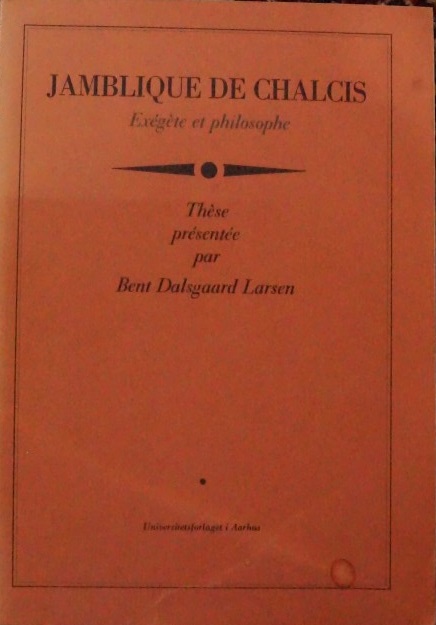 JAMBLIQUE DE CHALCIS
Exégète et philosophe
Thèse
présentée
par
Bent Dalsgaard Larsen
Universitetsforlaget i Aarhus